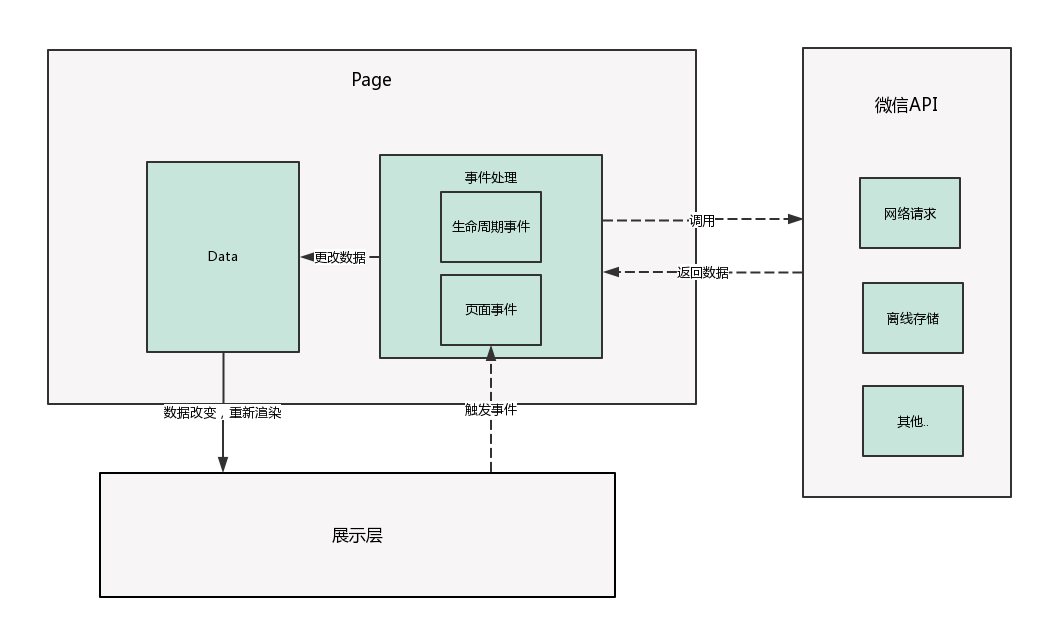 Page
微信API
事件处理
生命周期事件
页面事件
Data
更改数据
调用
返回数据
网络请求
离线存储
其他..
数据改变，重新渲染
触发事件
展示层